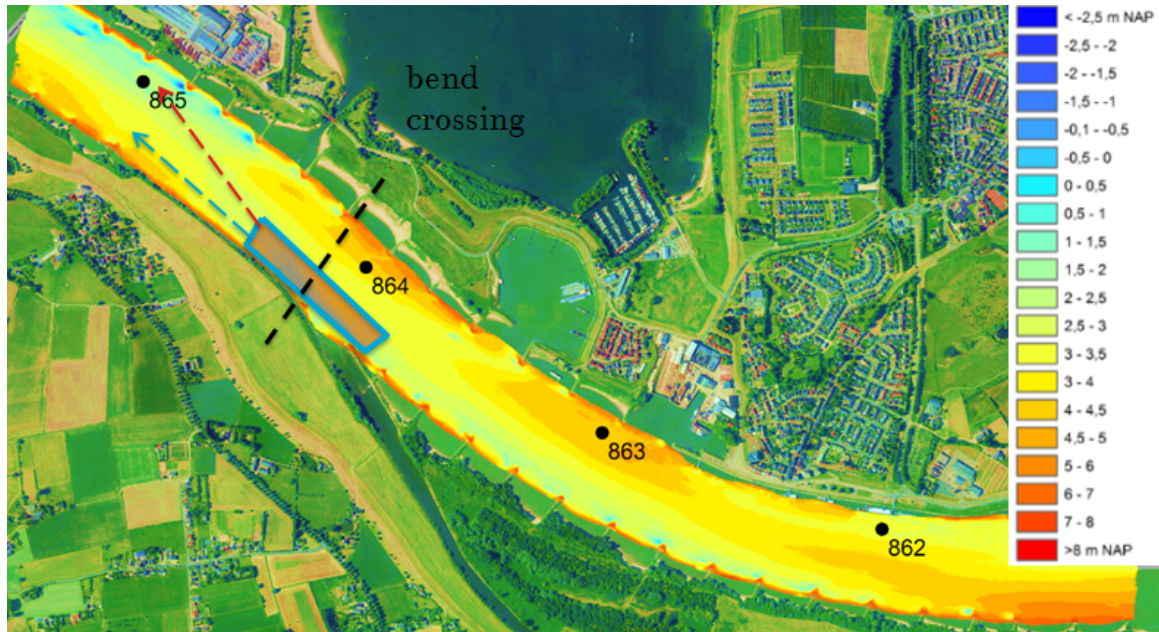 bend
crossing
865
864
863
862
< -2,5 m NAP
-2,5 - -2
-2 - -1,5
-1,5 - -1
-0,1 - -0,5
-0,5 - 0
0 - 0,5
0,5 - 1
1 - 1,5
1,5 - 2
2 - 2,5
2,5 - 3
3 - 3,5
3 - 4
4 - 4,5
4,5 - 5
5 - 6
6 - 7
7 - 8
>8 m NAP